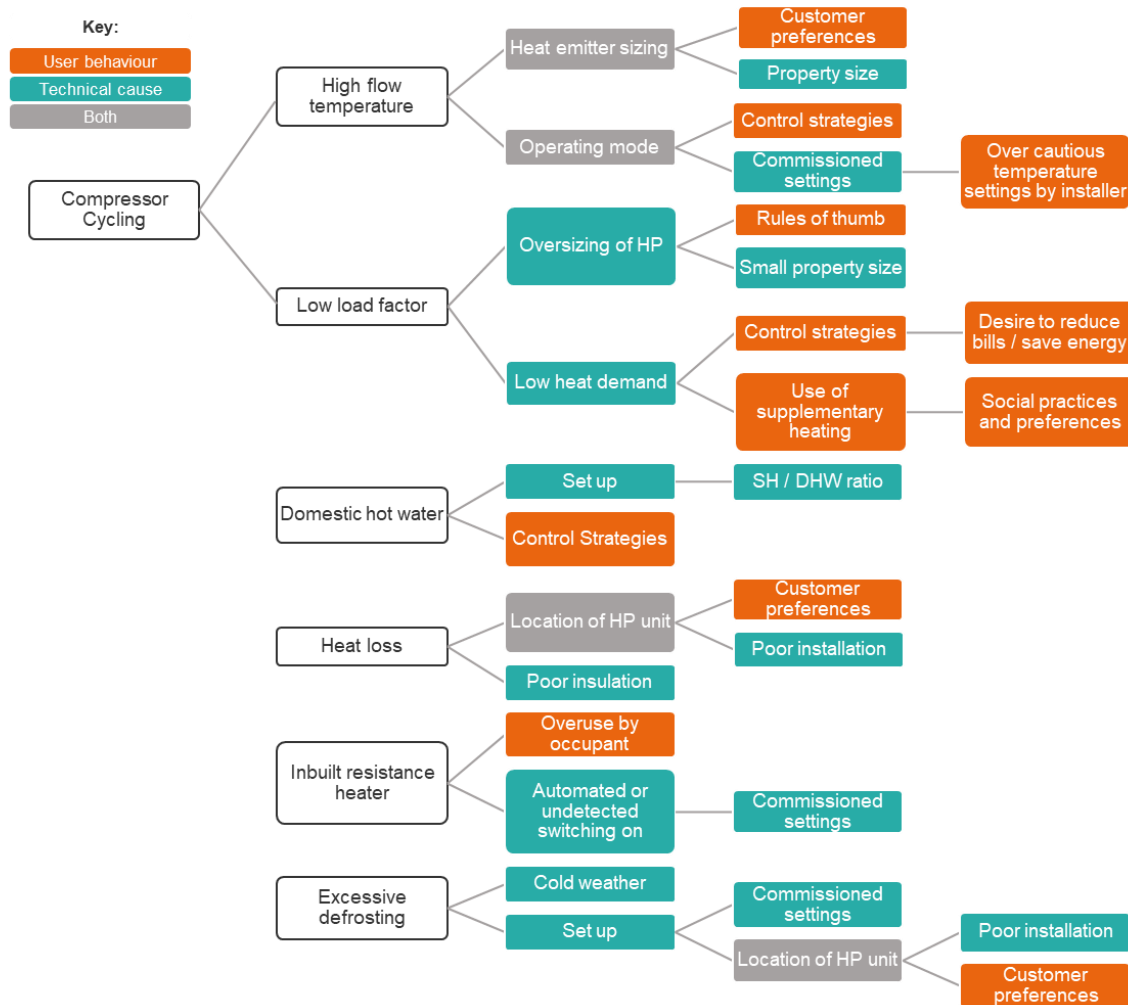 Key:
User behaviour
Technical cause
Both
Compressor
Cycling
High flow
temperature
Heat emitter sizing
Customer
preferences
Property size
Operating mode
Control strategies
Commissioned
settings
Over cautious
temperature
settings by installer
Low load factor
Oversizing of HP
Rules of thumb
Small property size
Low heat demand
Control strategies
Desire to reduce
bills / save energy
Use of
supplementary
heating
Social practices
and preferences
Domestic hot water
Set up
SH / DHW ratio
Control Strategies
Heat loss
Location of HP unit
Customer
preferences
Poor installation
Poor insulation
Inbuilt resistance
heater
Overuse by
occupant
Automated or
undetected
switching on
Commissioned
settings
Excessive
defrosting
Cold weather
Set up
Commissioned
settings
Location of HP unit
Poor installation
Customer
preferences